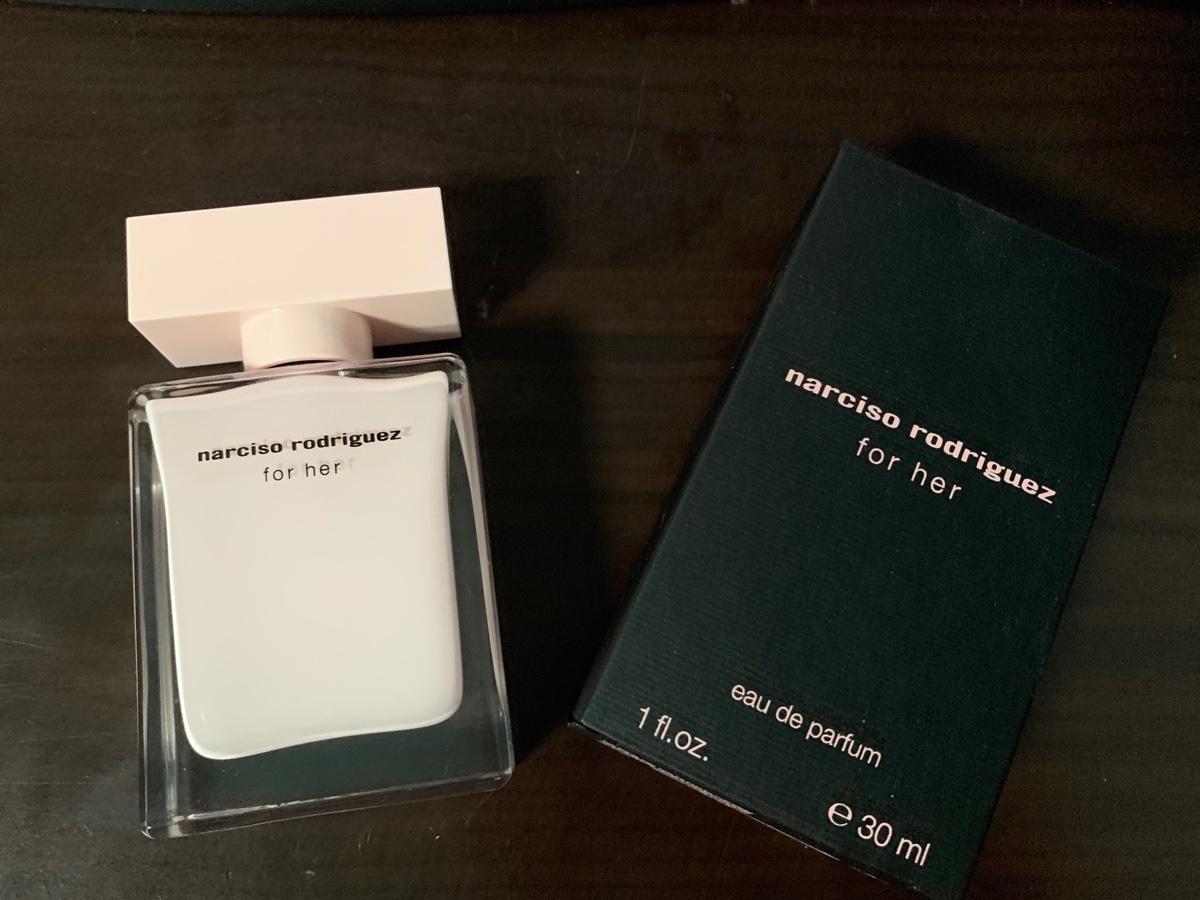 narciso rodriguez
for her
narciso rodriguez
for her
eau de parfum
1 fl.oz.
℮ 30 ml